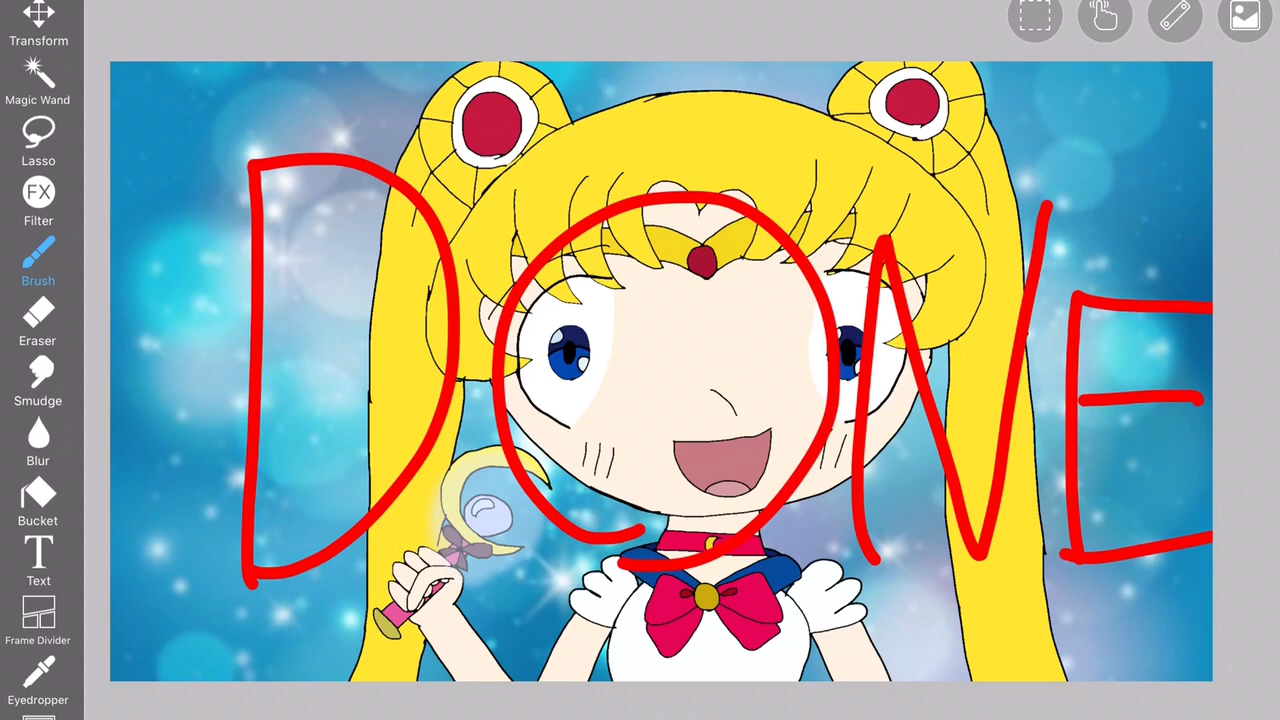 Transform
Magic Wand
Lasso
FX
Filter
Brush
Eraser
Smudge
Blur
Bucket
T
Text
Frame Divider
Eyedropper
DONE